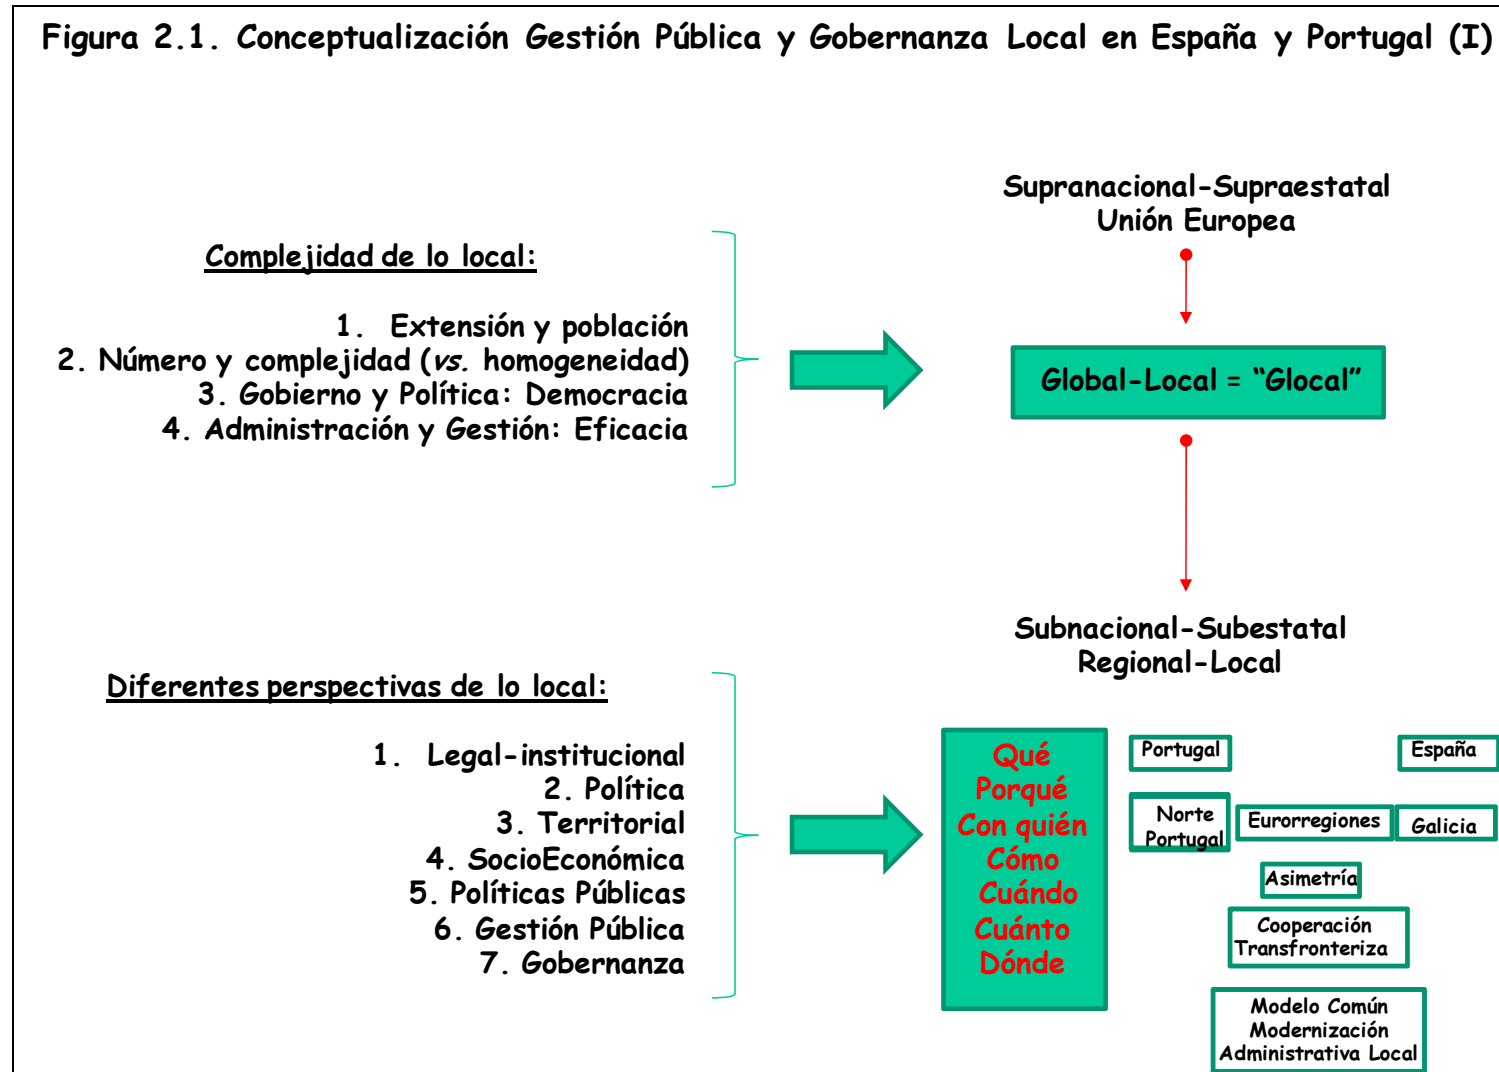 Figura 2.1. Conceptualización Gestión Pública y Gobernanza Local en España y Portugal (I)
Supranacional-Supraestatal
Unión Europea
Complejidad de lo local:
1. Extensión y población
2. Número y complejidad (vs. homogeneidad)
3. Gobierno y Política: Democracia
4. Administración y Gestión: Eficacia
Global-Local = “Glocal”
Subnacional-Subestatal
Regional-Local
Diferentes perspectivas de lo local:
1. Legal-institucional
2. Política
3. Territorial
4. SocioEconómica
5. Políticas Públicas
6. Gestión Pública
7. Gobernanza
Qué
Porqué
Con quién
Cómo
Cuándo
Cuánto
Dónde
Portugal
España
Norte
Portugal
Eurorregiones
Galicia
Asimetría
Cooperación
Transfronteriza
Modelo Común
Modernización
Administrativa Local